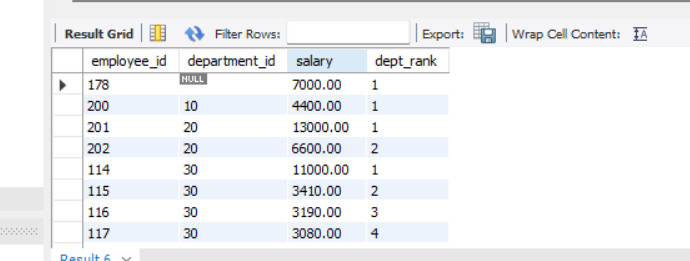 Result Grid Filter Rows: Export: Wrap Cell Content: IA
employee_id department_id salary dept_rank
178 NULL 7000.00 1
200 10 4400.00 1
201 20 13000.00 1
202 20 6600.00 2
114 30 11000.00 1
115 30 3410.00 2
116 30 3190.00 3
117 30 3080.00 4
Result 6